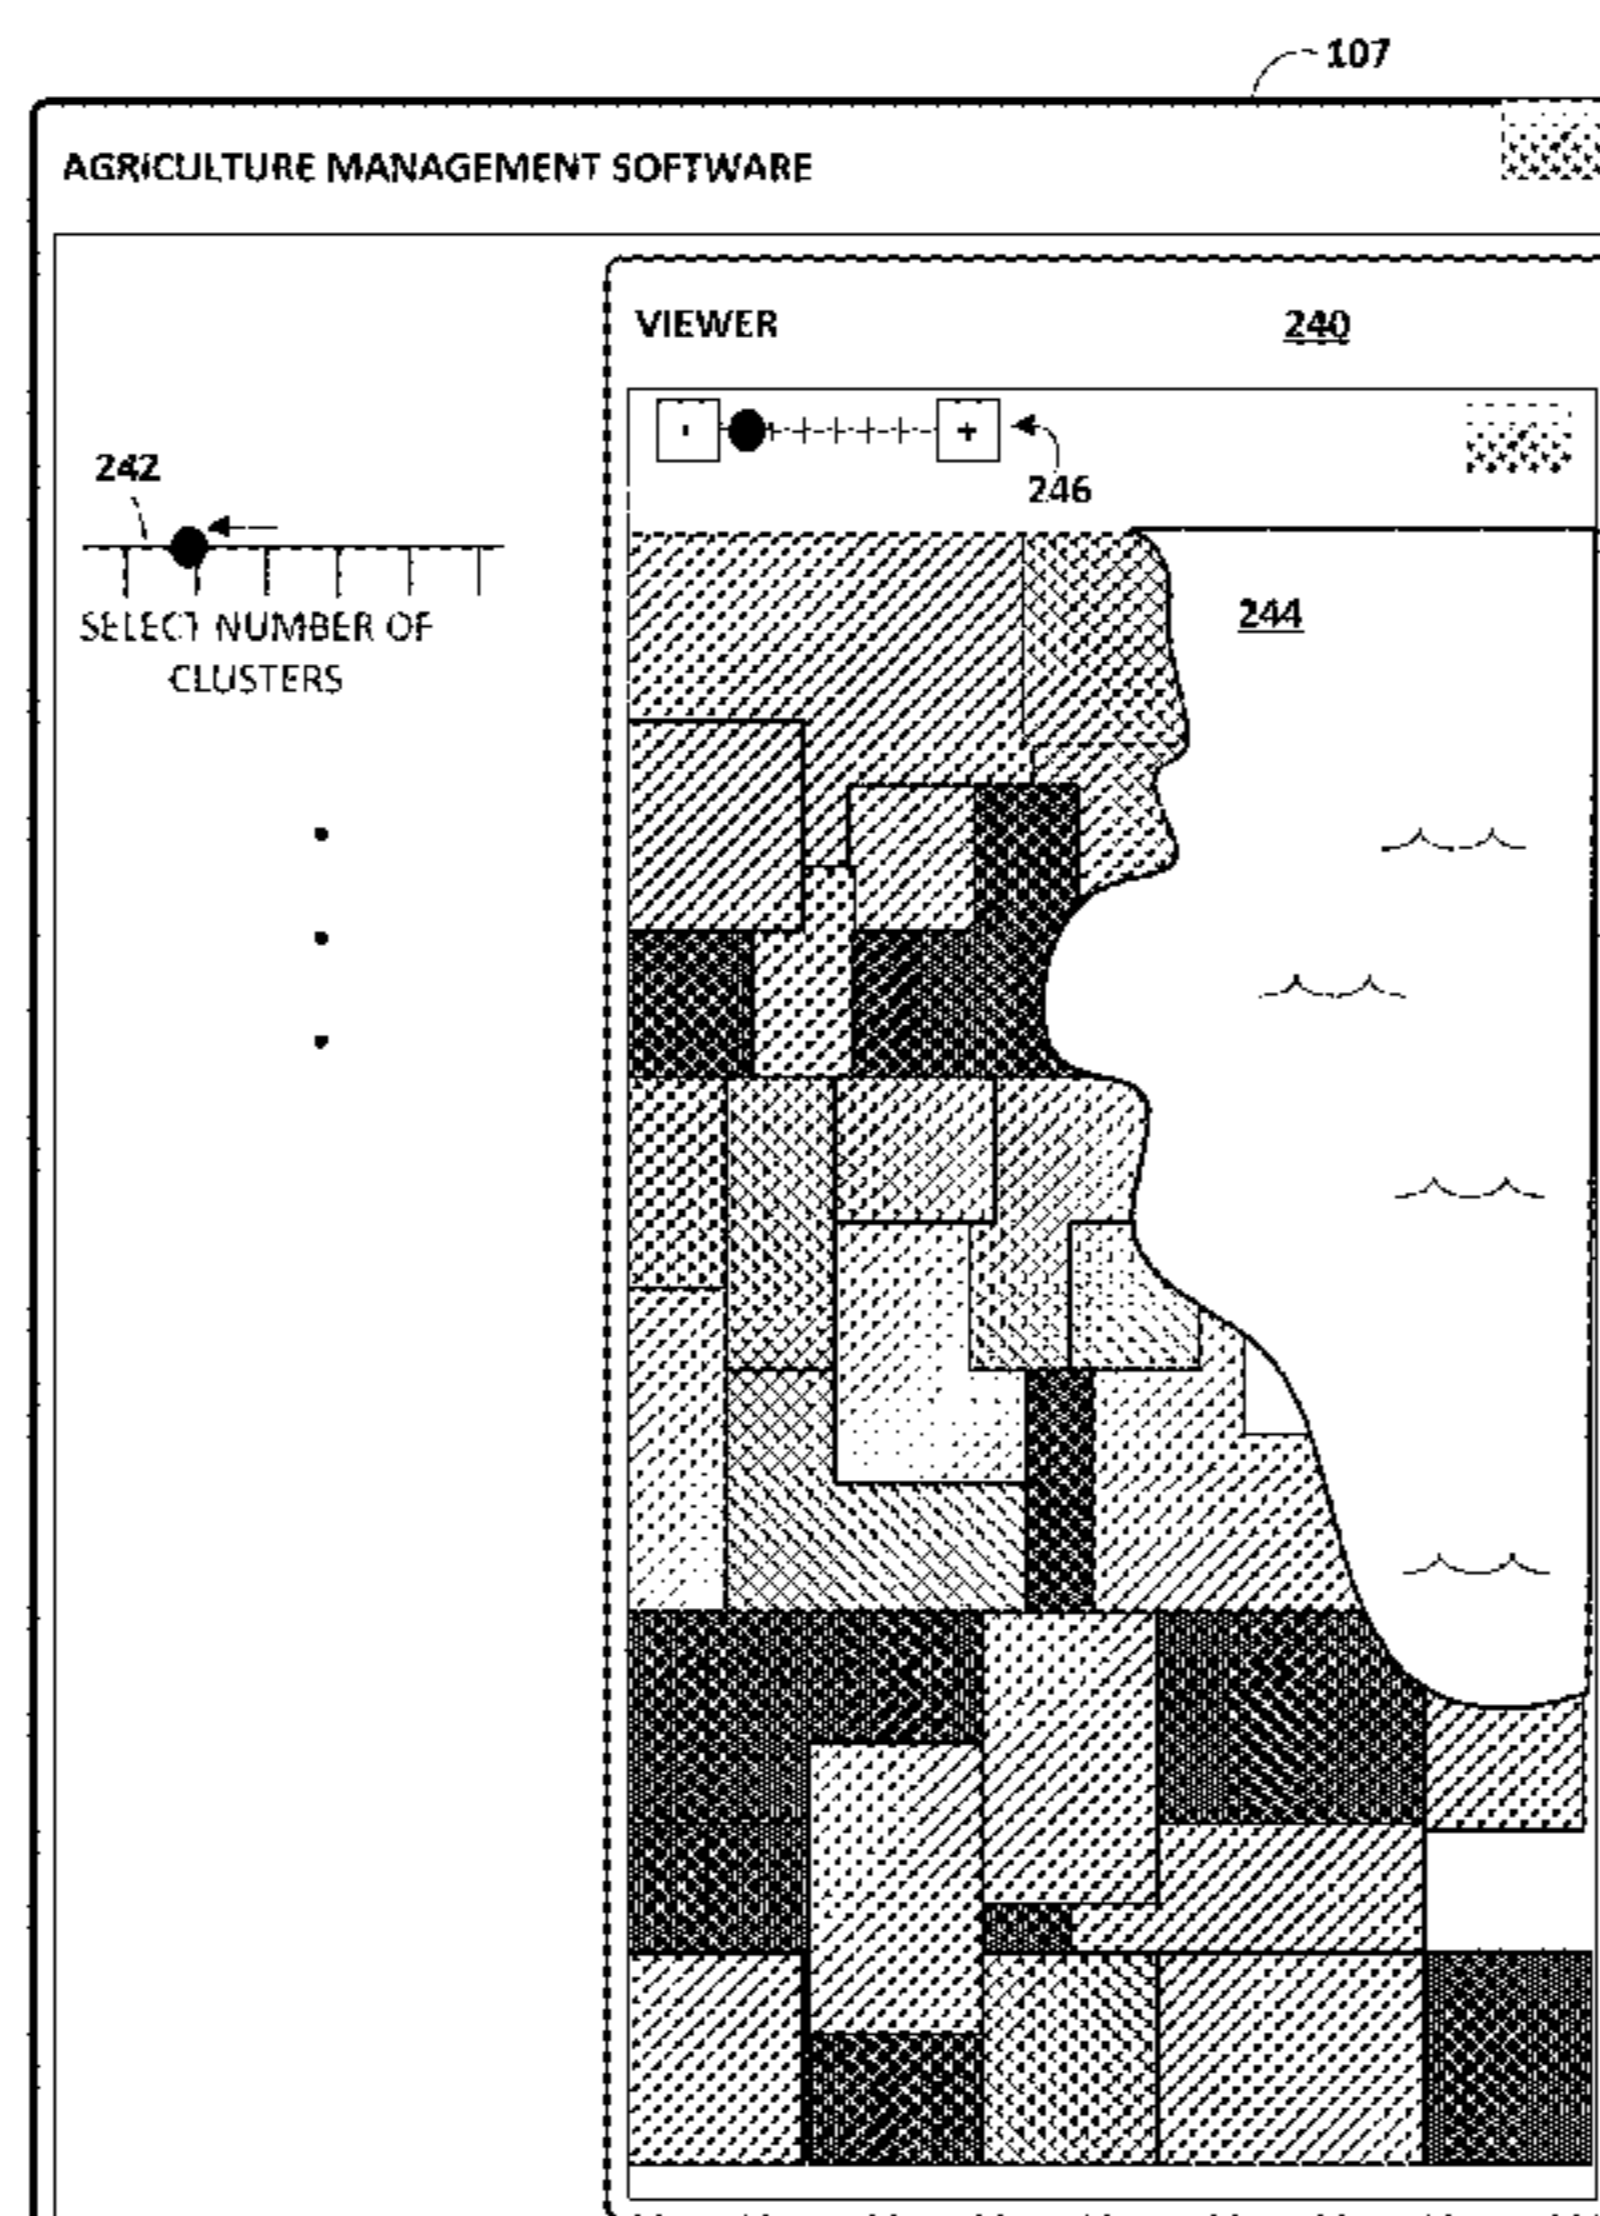 107
AGRICULTURE MANAGEMENT SOFTWARE
VIEWER
240
246
242
SELECT NUMBER OF
CLUSTERS
244